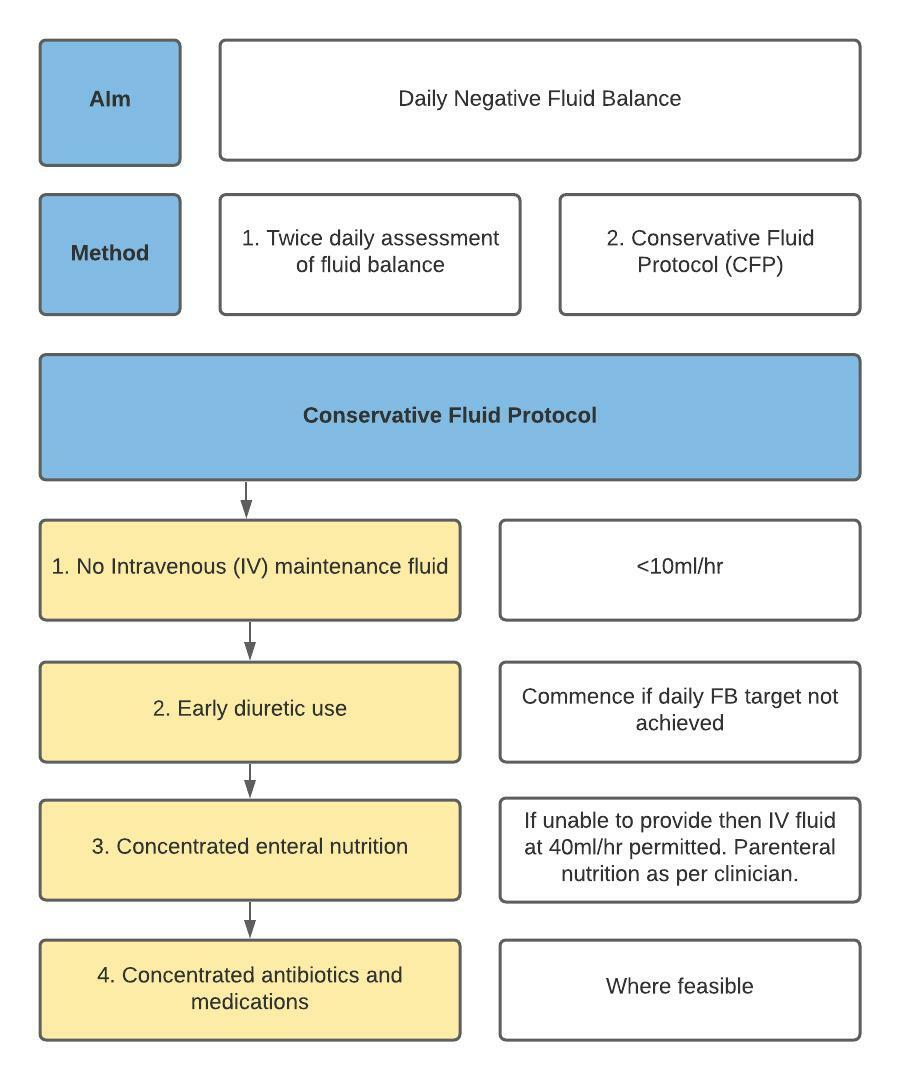 AIm
Daily Negative Fluid Balance
Method
1. Twice daily assessment
of fluid balance
2. Conservative Fluid
Protocol (CFP)
Conservative Fluid Protocol
1. No Intravenous (IV) maintenance fluid
<10ml/hr
2. Early diuretic use
Commence if daily FB target not
achieved
3. Concentrated enteral nutrition
If unable to provide then IV fluid
at 40ml/hr permitted. Parenteral
nutrition as per clinician.
4. Concentrated antibiotics and
medications
Where feasible